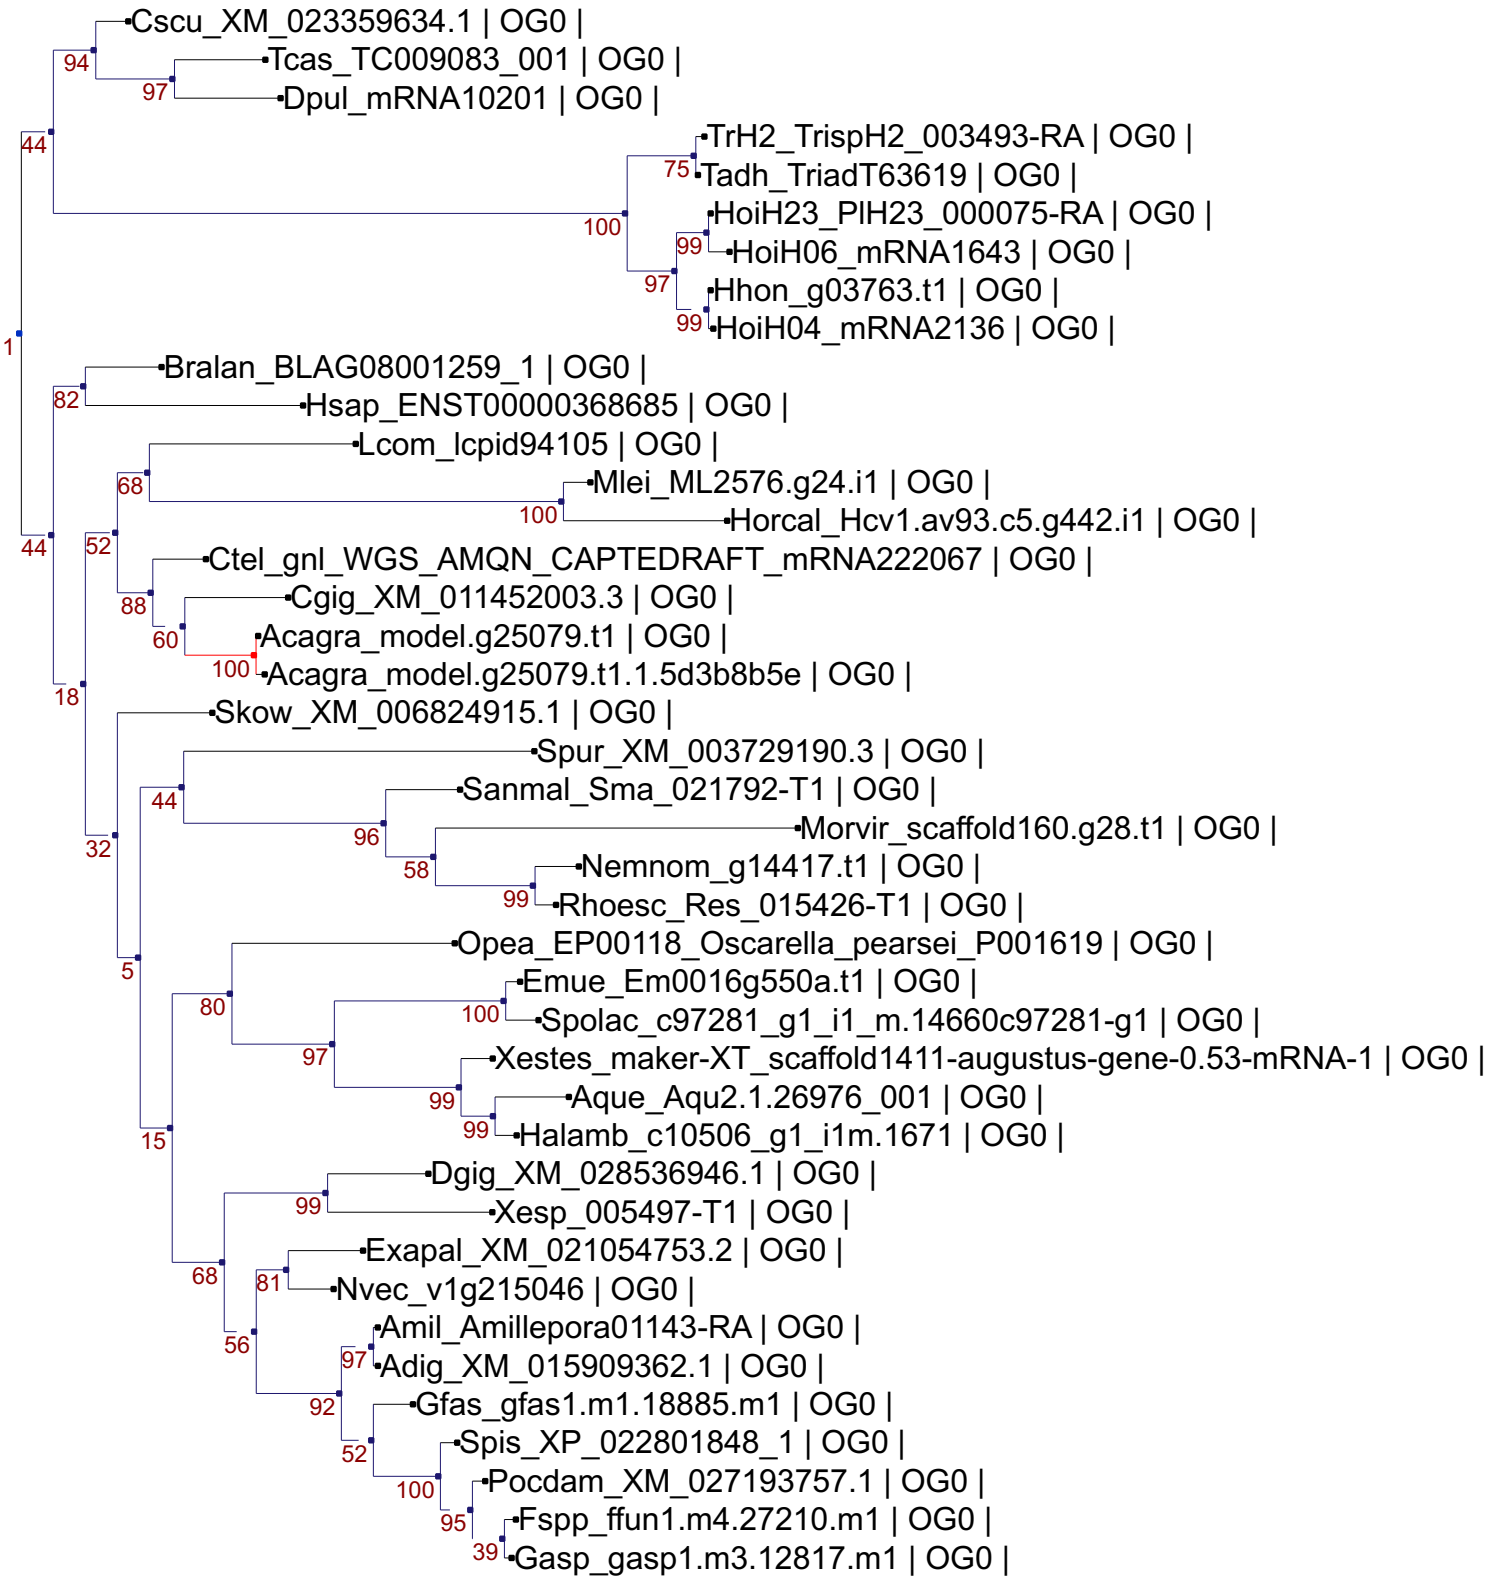 Cscu_XM_023359634.1 | OG0 |
94
Tcas_TC009083_001 | OG0 |
97
Dpul_mRNA10201 | OG0 |
44
TrH2_TrispH2_003493-RA | OG0 |
75
Tadh_TriadT63619 | OG0 |
100
HoiH23_PlH23_000075-RA | OG0 |
99
HoiH06_mRNA1643 | OG0 |
97
Hhon_g03763.t1 | OG0 |
99
HoiH04_mRNA2136 | OG0 |
1
Bralan_BLAG08001259_1 | OG0 |
82
Hsap_ENST00000368685 | OG0 |
Lcom_lcpid94105 | OG0 |
68
Mlei_ML2576.g24.i1 | OG0 |
100
Horcal_Hcv1.av93.c5.g442.i1 | OG0 |
44
52
Ctel_gnl_WGS_AMQN_CAPTEDRAFT_mRNA222067 | OG0 |
88
Cgig_XM_011452003.3 | OG0 |
60
Acagra_model.g25079.t1 | OG0 |
100
Acagra_model.g25079.t1.1.5d3b8b5e | OG0 |
18
Skow_XM_006824915.1 | OG0 |
Spur_XM_003729190.3 | OG0 |
44
Sanmal_Sma_021792-T1 | OG0 |
96
Morvir_scaffold160.g28.t1 | OG0 |
32
58
Nemnom_g14417.t1 | OG0 |
99
Rhoesc_Res_015426-T1 | OG0 |
Opea_EP00118_Oscarella_pearsei_P001619 | OG0 |
5
Emue_Em0016g550a.t1 | OG0 |
80
100
Spolac_c97281_g1_i1_m.14660c97281-g1 | OG0 |
97
Xestes_maker-XT_scaffold1411-augustus-gene-0.53-mRNA-1 | OG0 |
99
Aque_Aqu2.1.26976_001 | OG0 |
99
Halamb_c10506_g1_i1m.1671 | OG0 |
15
Dgig_XM_028536946.1 | OG0 |
99
Xesp_005497-T1 | OG0 |
Exapal_XM_021054753.2 | OG0 |
68
81
Nvec_v1g215046 | OG0 |
Amil_Amillepora01143-RA | OG0 |
56
97
Adig_XM_015909362.1 | OG0 |
92
Gfas_gfas1.m1.18885.m1 | OG0 |
52
Spis_XP_022801848_1 | OG0 |
100
Pocdam_XM_027193757.1 | OG0 |
95
Fspp_ffun1.m4.27210.m1 | OG0 |
39
Gasp_gasp1.m3.12817.m1 | OG0 |